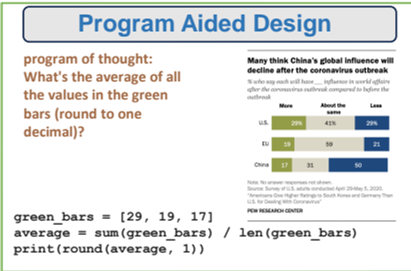 Program Aided Design
program of thought:
What's the average of all
the values in the green
bars (round to one
decimal)?
Many think China's global influence will
decline after the coronavirus outbreak
% who say each will have __ influence in world affairs
after the coronavirus outbreak compared to before the
outbreak
More About the same Less
U.S. 29% 41% 29%
EU 19 59 21
China 17 31 50
Note: No answer responses not shown.
Source: Survey of U.S. adults conducted April 29-May 5, 2020.
"Americans Give Higher Ratings to South Korea and Germany Than
U.S. for Dealing With Coronavirus"
PEW RESEARCH CENTER
green_bars = [29, 19, 17]
average = sum(green_bars) / len(green_bars)
print(round(average, 1))